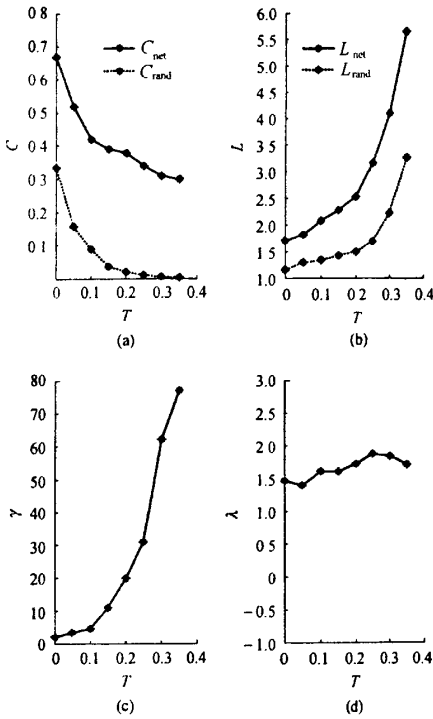 0.8
0.7
0.6
0.5
0.4
0.3
0.2
0.1
C
C net
C rand
0 0.1 0.2 0.3 0.4
T
(a)
6.0
5.5
5.0
4.5
4.0
3.5
3.0
2.5
2.0
1.5
1.0
L
L net
L rand
0 0.1 0.2 0.3 0.4
T
(b)
80
70
60
50
40
30
20
10
0
γ
0 0.1 0.2 0.3 0.4
T
(c)
3.0
2.5
2.0
1.5
1.0
0.5
0
-0.5
-1.0
λ
0 0.1 0.2 0.3 0.4
T
(d)